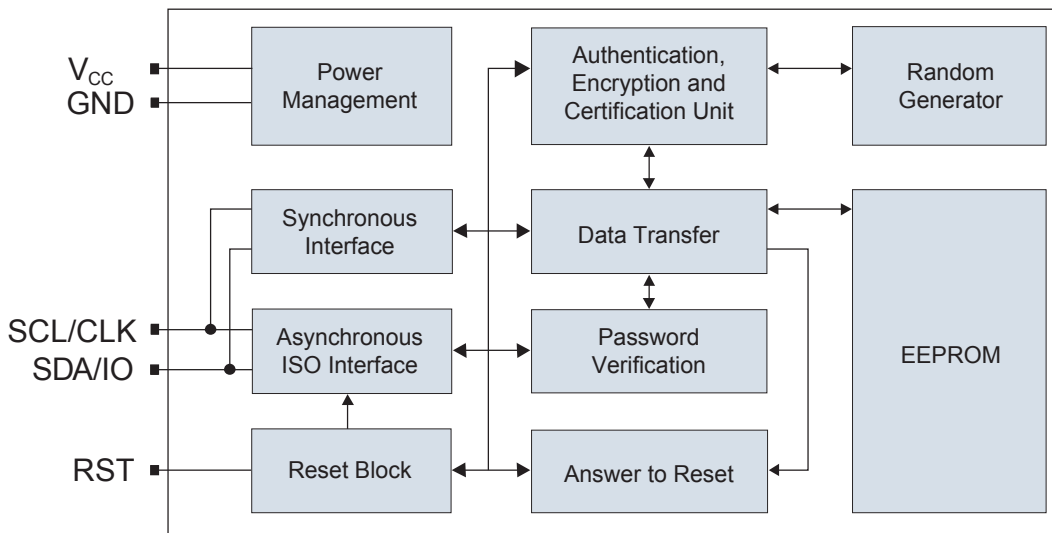 V_CC
GND
Power
Management
Authentication,
Encryption and
Certification Unit
Random
Generator
Synchronous
Interface
Data Transfer
EEPROM
SCL/CLK
SDA/IO
Asynchronous
ISO Interface
Password
Verification
RST
Reset Block
Answer to Reset